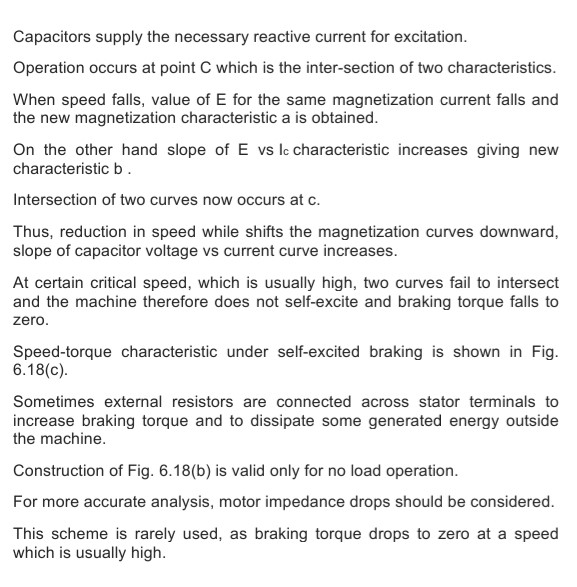 Capacitors supply the necessary reactive current for excitation.
Operation occurs at point C which is the inter-section of two characteristics.
When speed falls, value of E for the same magnetization current falls and
the new magnetization characteristic a is obtained.
On the other hand slope of E vs Ic characteristic increases giving new
characteristic b .
Intersection of two curves now occurs at c.
Thus, reduction in speed while shifts the magnetization curves downward,
slope of capacitor voltage vs current curve increases.
At certain critical speed, which is usually high, two curves fail to intersect
and the machine therefore does not self-excite and braking torque falls to
zero.
Speed-torque characteristic under self-excited braking is shown in Fig.
6.18(c).
Sometimes external resistors are connected across stator terminals to
increase braking torque and to dissipate some generated energy outside
the machine.
Construction of Fig. 6.18(b) is valid only for no load operation.
For more accurate analysis, motor impedance drops should be considered.
This scheme is rarely used, as braking torque drops to zero at a speed
which is usually high.